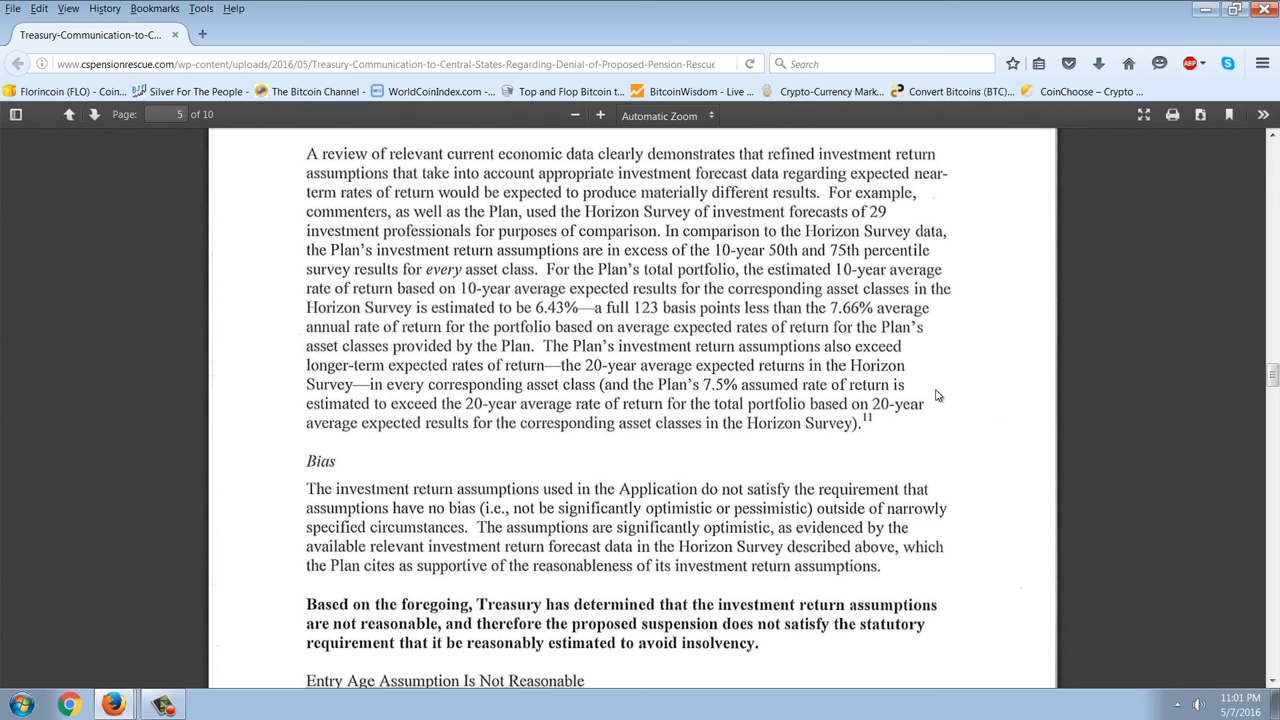 File Edit View History Bookmarks Tools Help
Treasury-Communication-to-C...
www.cspensionrescue.com/wp-content/uploads/2016/05/Treasury-Communication-to-Central-States-Regarding-Denial-of-Proposed-Pension-Rescue
Search
ABP
Florincoin (FLO) - Coin... Silver For The People - The Bitcoin Channel - WorldCoinIndex.com -... Top and Flop Bitcoin t... BitcoinWisdom - Live ... Crypto-Currency Mark... Convert Bitcoins (BTC)... CoinChoose – Crypto ...
Page: 5 of 10 Automatic Zoom
A review of relevant current economic data clearly demonstrates that refined investment return
assumptions that take into account appropriate investment forecast data regarding expected near-
term rates of return would be expected to produce materially different results. For example,
commenters, as well as the Plan, used the Horizon Survey of investment forecasts of 29
investment professionals for purposes of comparison. In comparison to the Horizon Survey data,
the Plan's investment return assumptions are in excess of the 10-year 50th and 75th percentile
survey results for every asset class. For the Plan's total portfolio, the estimated 10-year average
rate of return based on 10-year average expected results for the corresponding asset classes in the
Horizon Survey is estimated to be 6.43%—a full 123 basis points less than the 7.66% average
annual rate of return for the portfolio based on average expected rates of return for the Plan's
asset classes provided by the Plan. The Plan's investment return assumptions also exceed
longer-term expected rates of return—the 20-year average expected returns in the Horizon
Survey—in every corresponding asset class (and the Plan's 7.5% assumed rate of return is
estimated to exceed the 20-year average rate of return for the total portfolio based on 20-year
average expected results for the corresponding asset classes in the Horizon Survey).11
Bias
The investment return assumptions used in the Application do not satisfy the requirement that
assumptions have no bias (i.e., not be significantly optimistic or pessimistic) outside of narrowly
specified circumstances. The assumptions are significantly optimistic, as evidenced by the
available relevant investment return forecast data in the Horizon Survey described above, which
the Plan cites as supportive of the reasonableness of its investment return assumptions.
Based on the foregoing, Treasury has determined that the investment return assumptions
are not reasonable, and therefore the proposed suspension does not satisfy the statutory
requirement that it be reasonably estimated to avoid insolvency.
Entry Age Assumption Is Not Reasonable
11:01 PM
5/7/2016